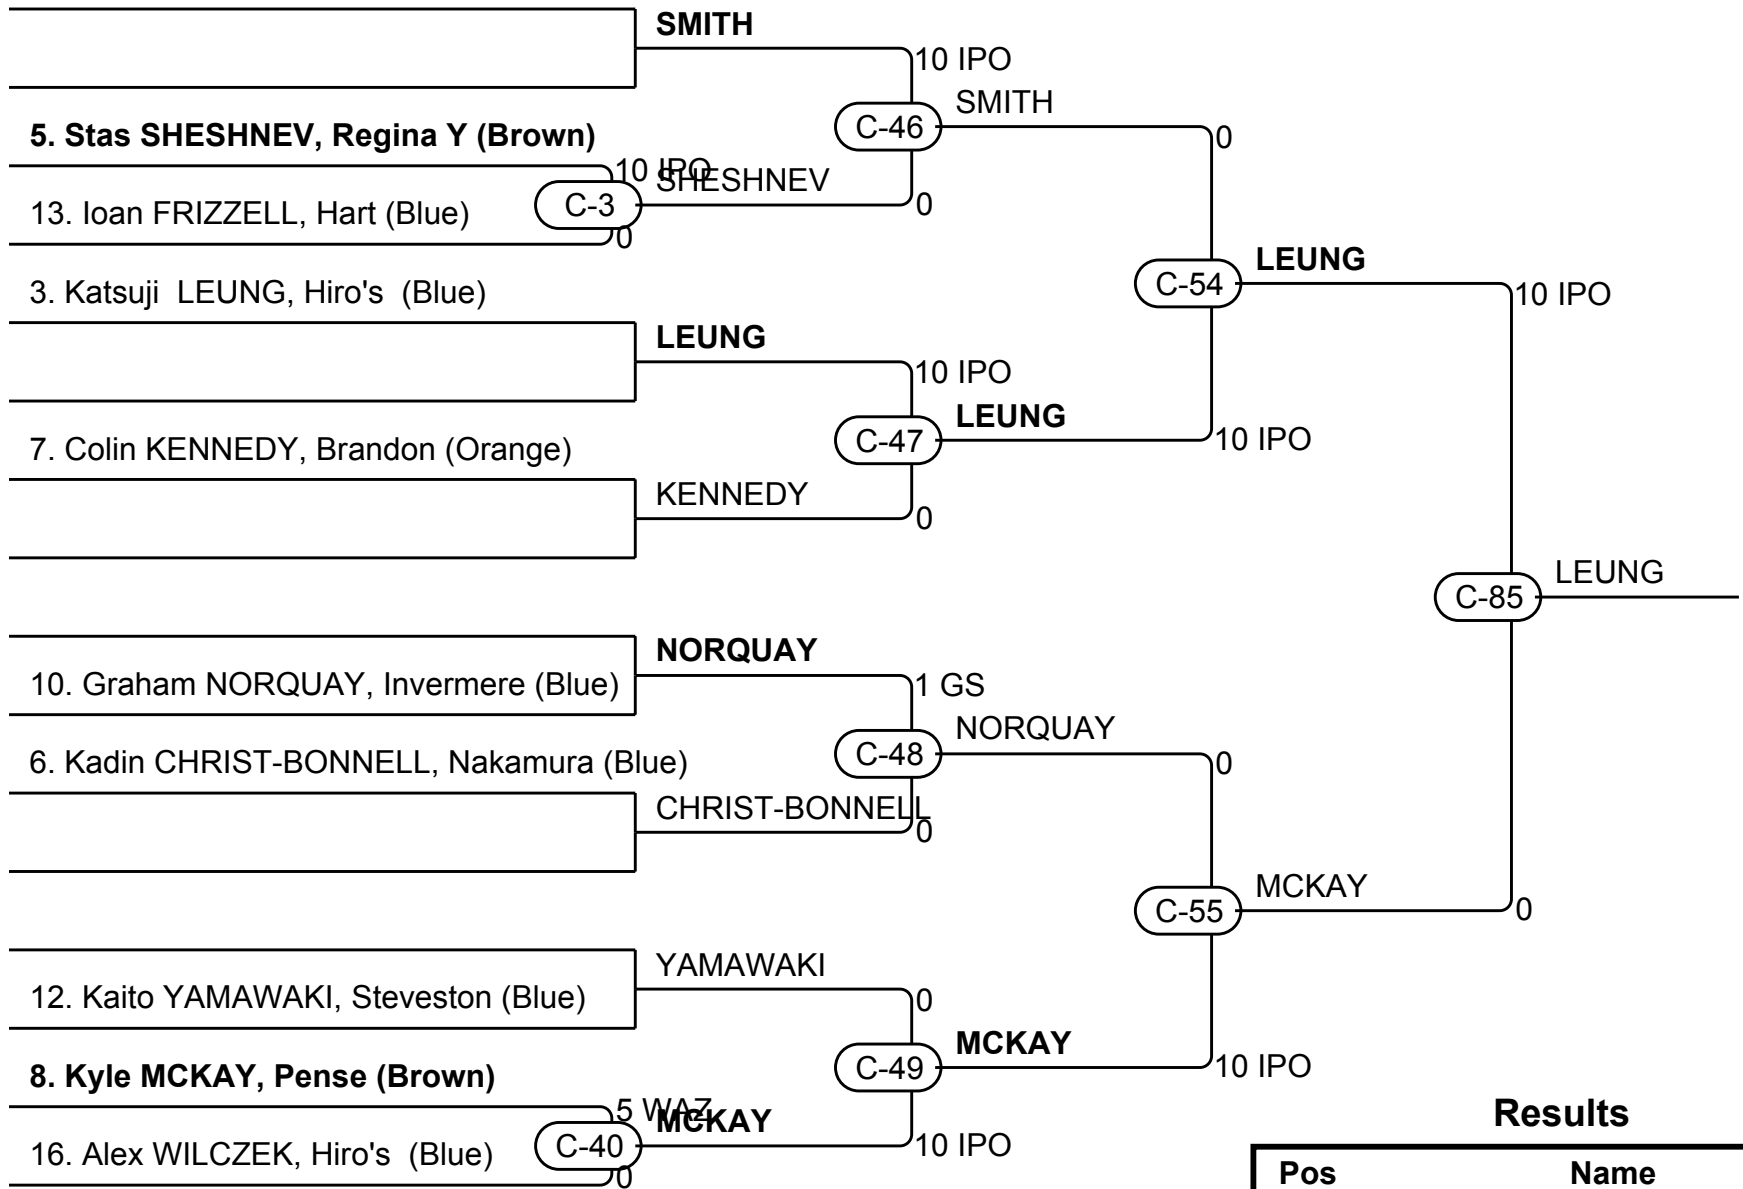 SMITH
10 IPO
SMITH
C-46
0
5. Stas SHESHNEV, Regina Y (Brown)
10 IPO
SHESHNEV
C-3
0
13. Ioan FRIZZELL, Hart (Blue)
0
LEUNG
C-54
10 IPO
3. Katsuji  LEUNG, Hiro's  (Blue)
LEUNG
10 IPO
LEUNG
C-47
10 IPO
7. Colin KENNEDY, Brandon (Orange)
KENNEDY
0
LEUNG
C-85
NORQUAY
10. Graham NORQUAY, Invermere (Blue)
1 GS
NORQUAY
C-48
0
6. Kadin CHRIST-BONNELL, Nakamura (Blue)
CHRIST-BONNELL
0
MCKAY
C-55
0
YAMAWAKI
12. Kaito YAMAWAKI, Steveston (Blue)
0
MCKAY
C-49
10 IPO
8. Kyle MCKAY, Pense (Brown)
5 WAZ
MCKAY
C-40
10 IPO
16. Alex WILCZEK, Hiro's  (Blue)
0
Results
Pos Name